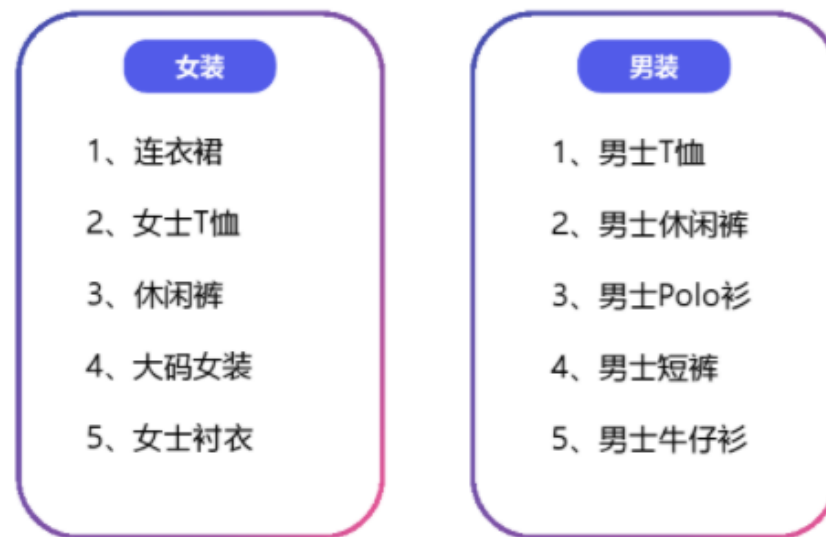 女装
1、连衣裙
2、女士T恤
3、休闲裤
4、大码女装
5、女士衬衣
男装
1、男士T恤
2、男士休闲裤
3、男士Polo衫
4、男士短裤
5、男士牛仔衫